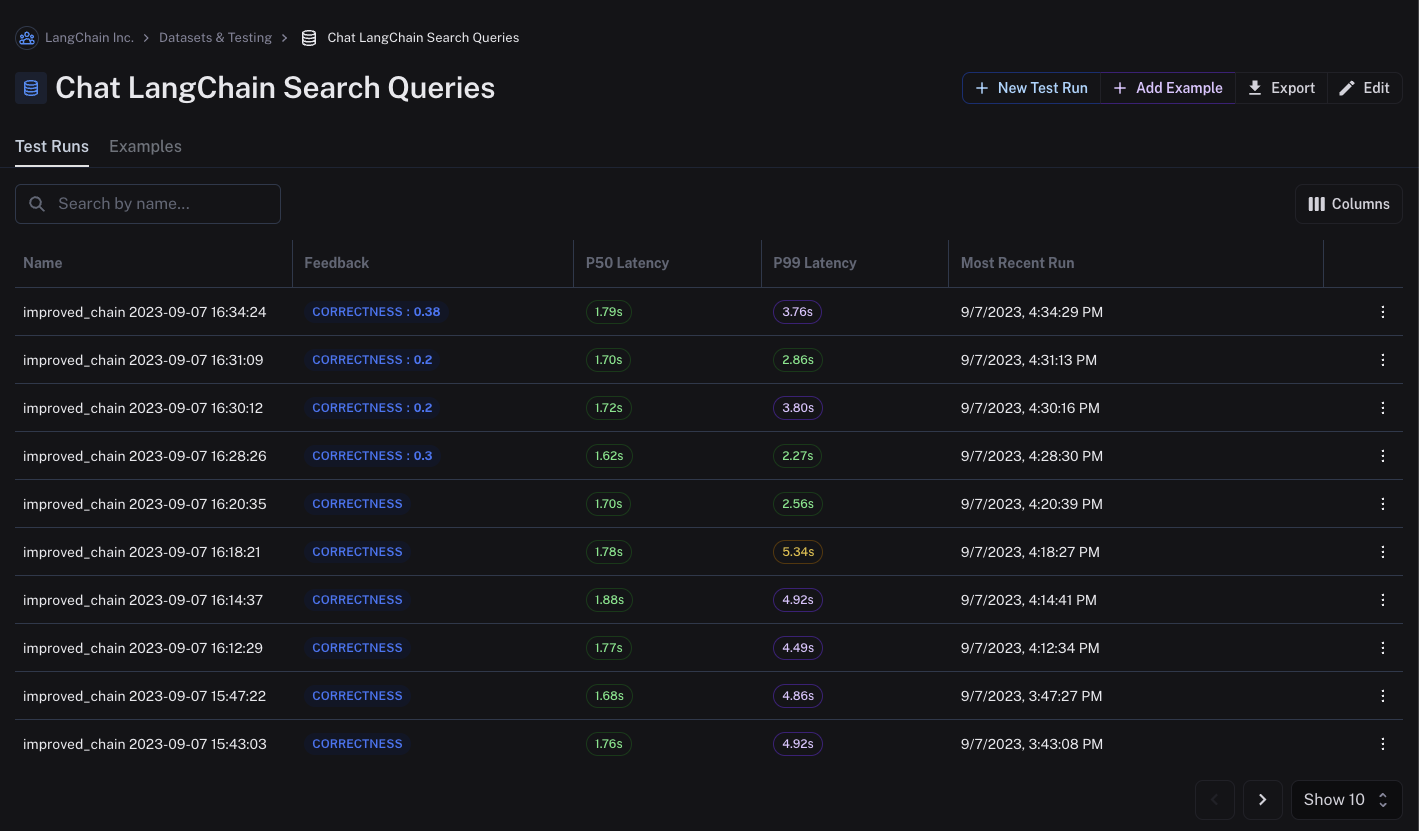 LangChain Inc. > Datasets & Testing > Chat LangChain Search Queries
Chat LangChain Search Queries
+ New Test Run + Add Example Export Edit
Test Runs Examples
Search by name...
Columns
Name Feedback P50 Latency P99 Latency Most Recent Run
improved_chain 2023-09-07 16:34:24 CORRECTNESS : 0.38 1.79s 3.76s 9/7/2023, 4:34:29 PM
improved_chain 2023-09-07 16:31:09 CORRECTNESS : 0.2 1.70s 2.86s 9/7/2023, 4:31:13 PM
improved_chain 2023-09-07 16:30:12 CORRECTNESS : 0.2 1.72s 3.80s 9/7/2023, 4:30:16 PM
improved_chain 2023-09-07 16:28:26 CORRECTNESS : 0.3 1.62s 2.27s 9/7/2023, 4:28:30 PM
improved_chain 2023-09-07 16:20:35 CORRECTNESS 1.70s 2.56s 9/7/2023, 4:20:39 PM
improved_chain 2023-09-07 16:18:21 CORRECTNESS 1.78s 5.34s 9/7/2023, 4:18:27 PM
improved_chain 2023-09-07 16:14:37 CORRECTNESS 1.88s 4.92s 9/7/2023, 4:14:41 PM
improved_chain 2023-09-07 16:12:29 CORRECTNESS 1.77s 4.49s 9/7/2023, 4:12:34 PM
improved_chain 2023-09-07 15:47:22 CORRECTNESS 1.68s 4.86s 9/7/2023, 3:47:27 PM
improved_chain 2023-09-07 15:43:03 CORRECTNESS 1.76s 4.92s 9/7/2023, 3:43:08 PM
Show 10